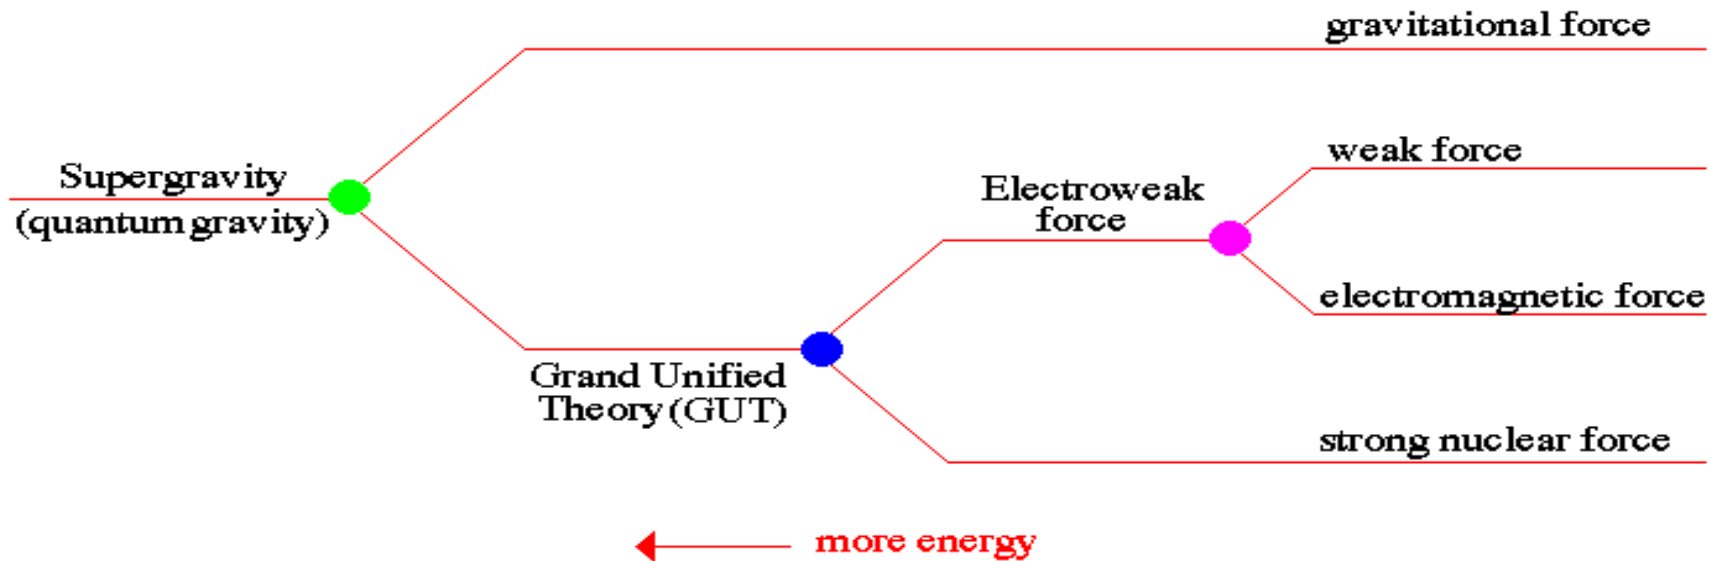 gravitational force
weak force
Supergravity
(quantum gravity)
Electroweak
force
electromagnetic force
Grand Unified
Theory (GUT)
strong nuclear force
more energy